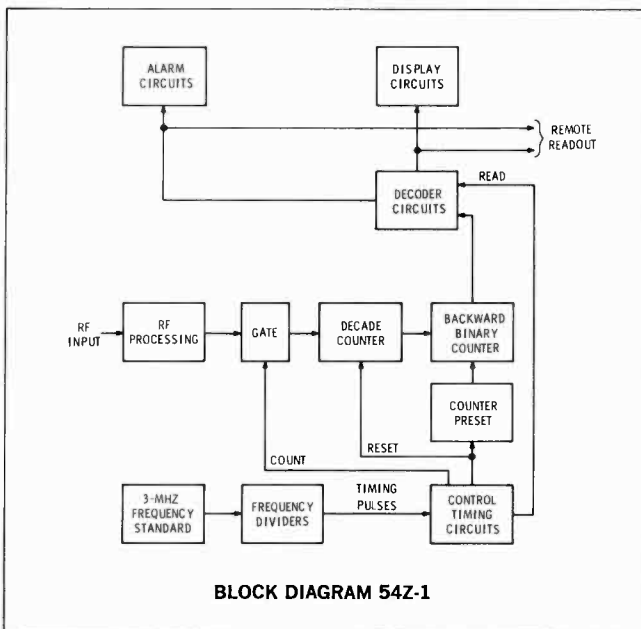 ALARM
CIRCUITS
DISPLAY
CIRCUITS
REMOTE
READOUT
READ
DECODER
CIRCUITS
RF
INPUT
RF
PROCESSING
GATE
DECADE
COUNTER
BACKWARD
BINARY
COUNTER
COUNTER
PRESET
RESET
COUNT
3-MHZ
FREQUENCY
STANDARD
FREQUENCY
DIVIDERS
TIMING
PULSES
CONTROL
TIMING
CIRCUITS
BLOCK DIAGRAM 54Z-1